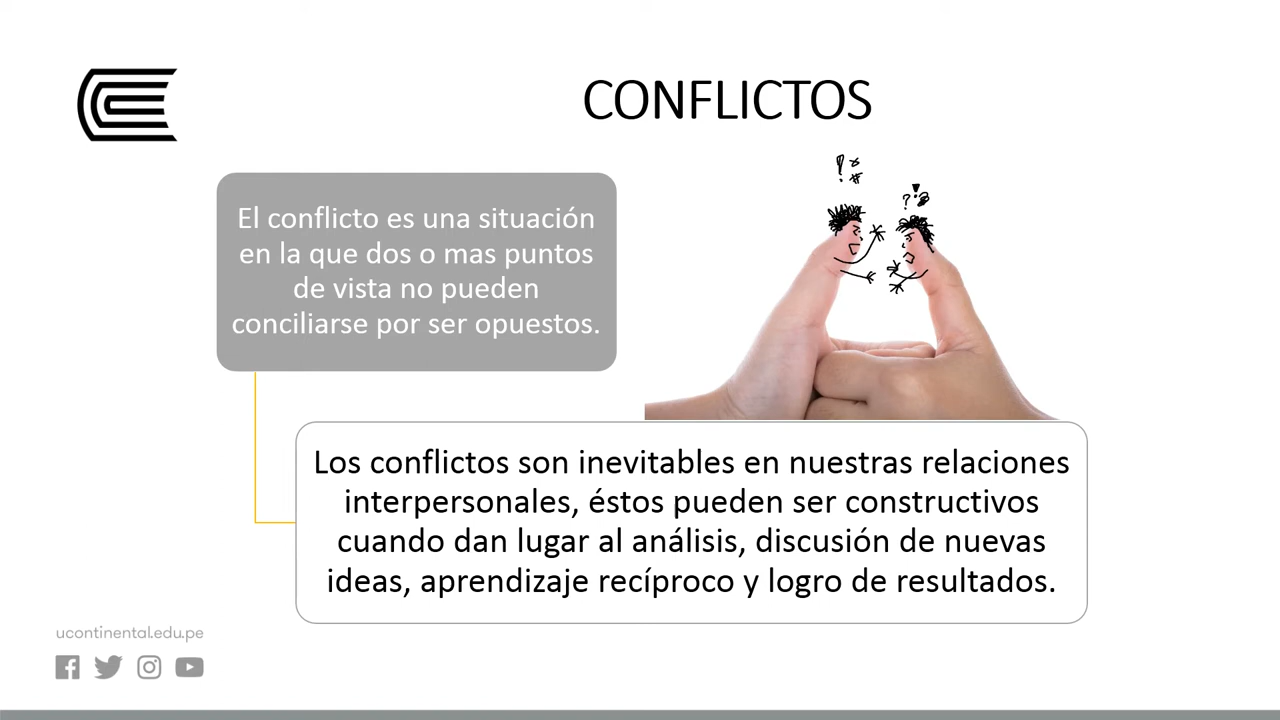 CONFLICTOS
El conflicto es una situación
en la que dos o mas puntos
de vista no pueden
conciliarse por ser opuestos.
Los conflictos son inevitables en nuestras relaciones
interpersonales, éstos pueden ser constructivos
cuando dan lugar al análisis, discusión de nuevas
ideas, aprendizaje recíproco y logro de resultados.
ucontinental.edu.pe